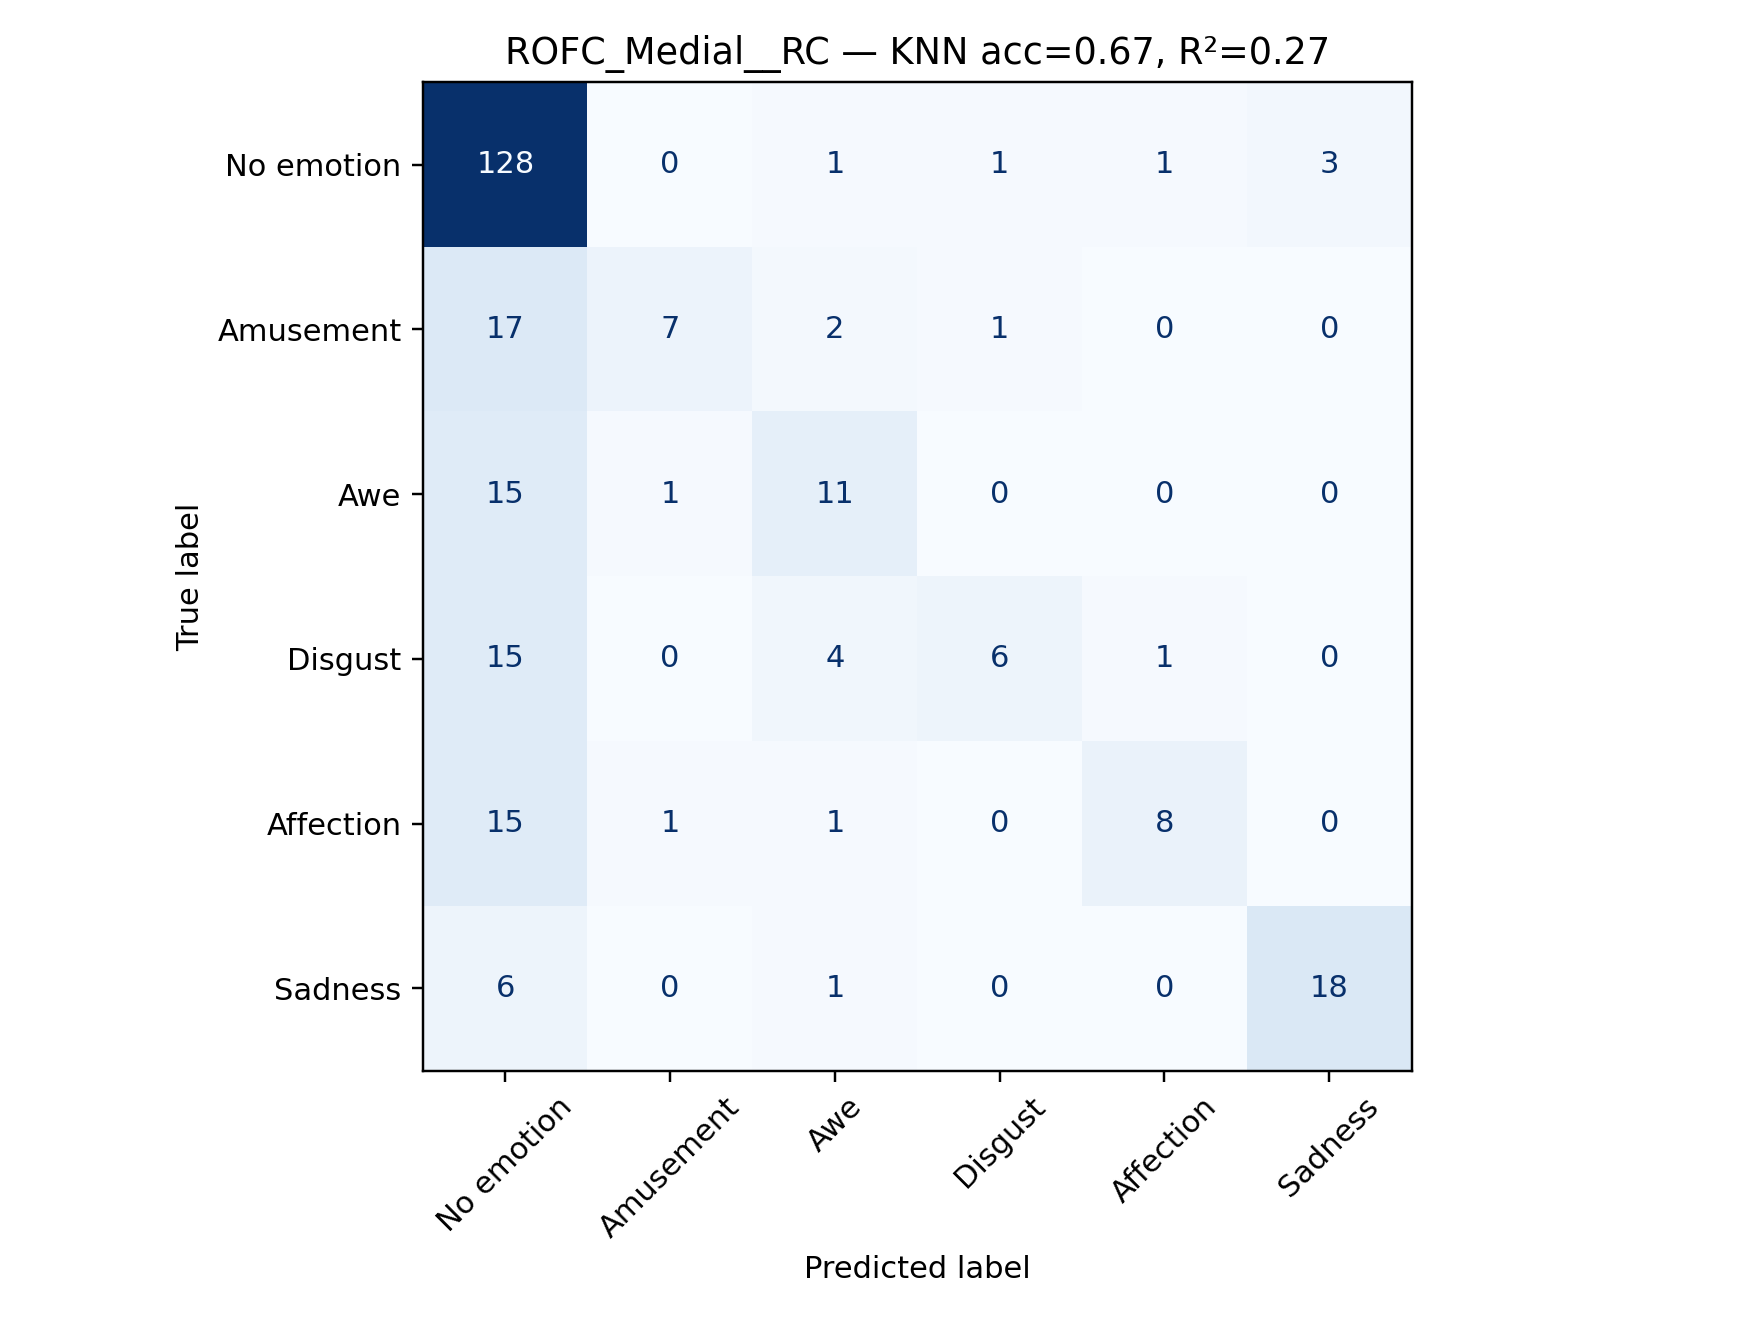 ROFC_Medial__RC — KNN acc=0.67, R²=0.27
No emotion 128 0 1 1 1 3
Amusement 17 7 2 1 0 0
Awe 15 1 11 0 0 0
Disgust 15 0 4 6 1 0
Affection 15 1 1 0 8 0
Sadness 6 0 1 0 0 18
True label
No emotion Amusement Awe Disgust Affection Sadness
Predicted label